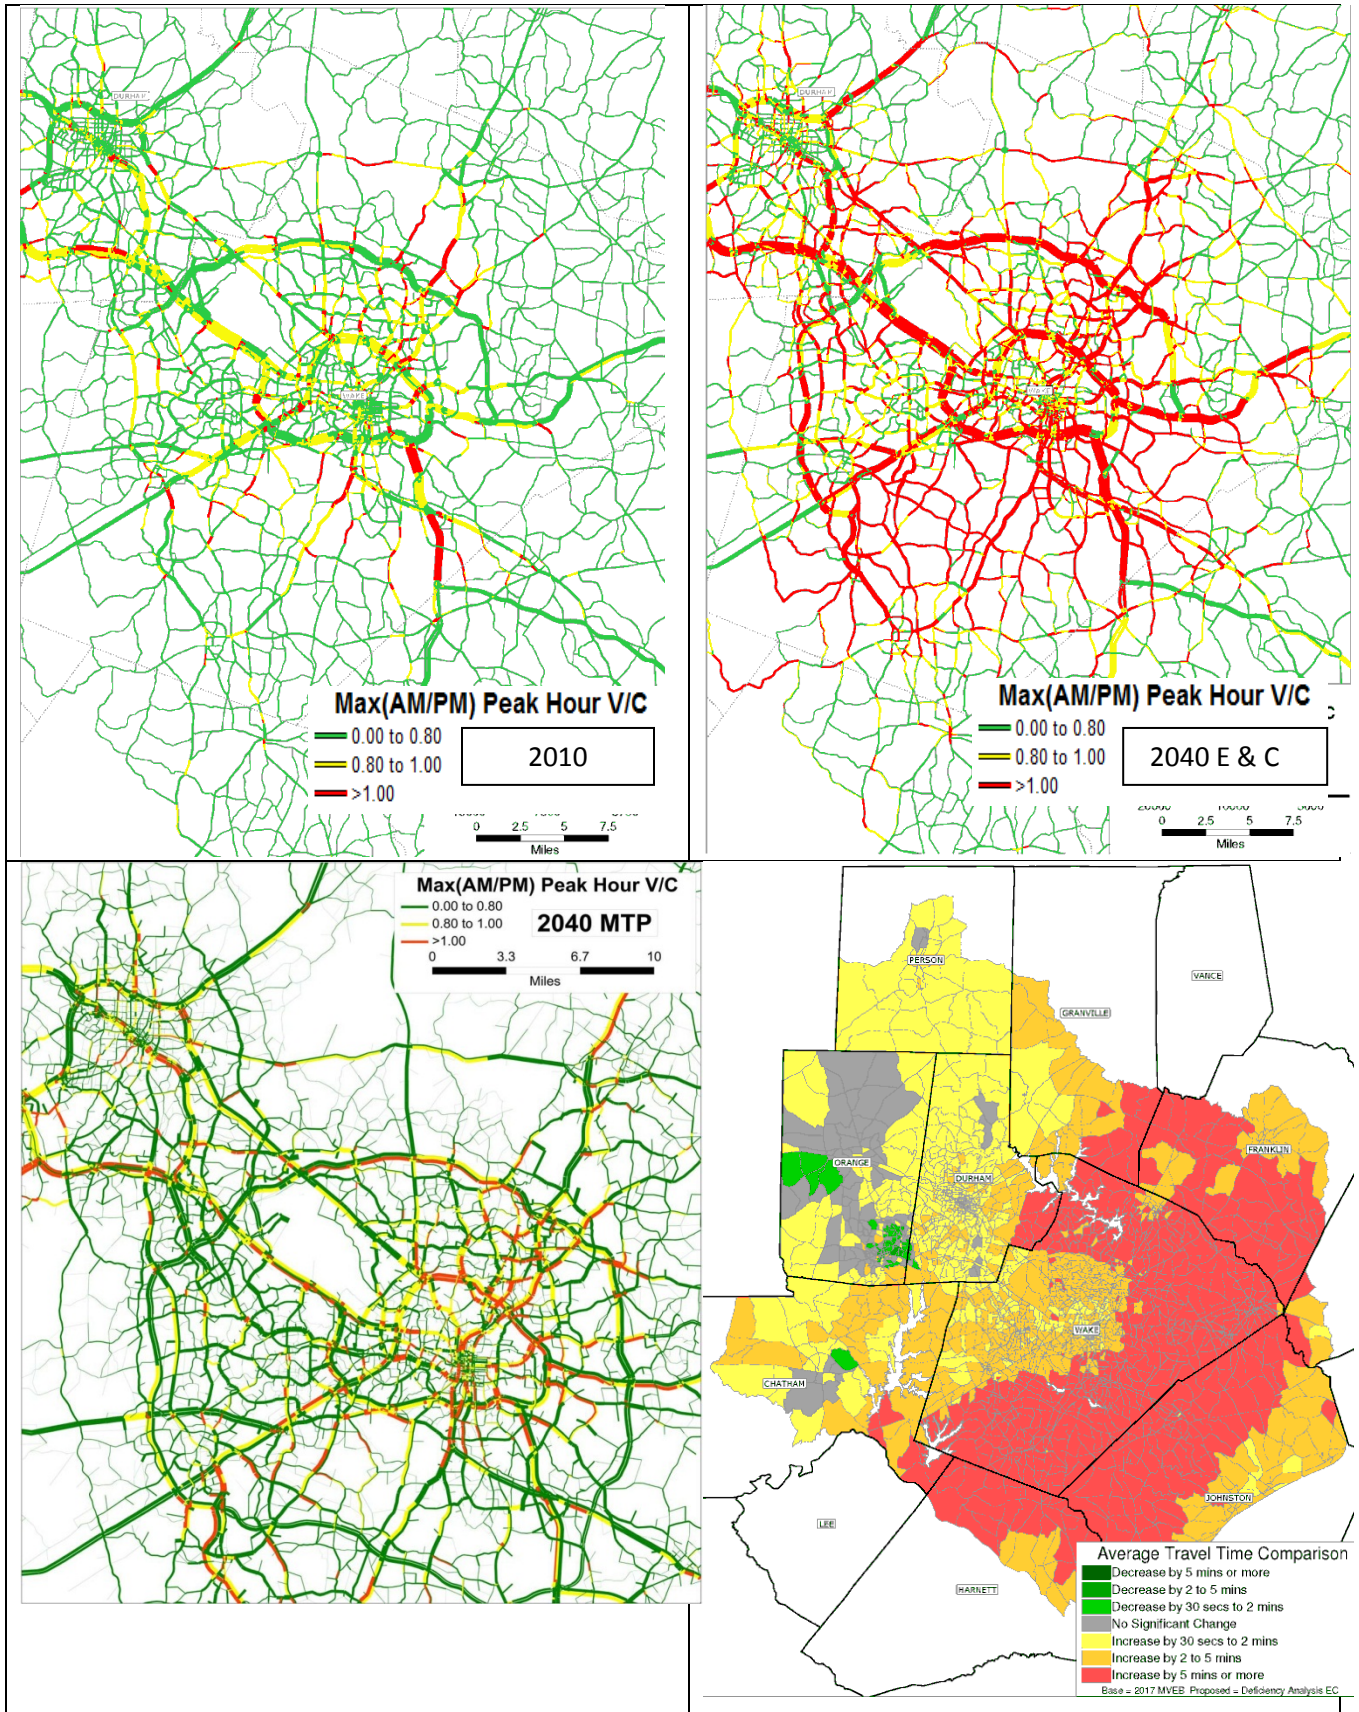 DURHAM
WAKE
Max(AM/PM) Peak Hour V/C
0.00 to 0.80
0.80 to 1.00
>1.00
2010
0 2.5 5 7.5
Miles
DURHAM
WAKE
Max(AM/PM) Peak Hour V/C
0.00 to 0.80
0.80 to 1.00
>1.00
2040 E & C
0 2.5 5 7.5
Miles
Max(AM/PM) Peak Hour V/C
0.00 to 0.80
0.80 to 1.00
>1.00
2040 MTP
0 3.3 6.7 10
Miles
PERSON
VANCE
GRANVILLE
FRANKLIN
ORANGE
DURHAM
WAKE
CHATHAM
JOHNSTON
LEE
HARNETT
Average Travel Time Comparison
Decrease by 5 mins or more
Decrease by 2 to 5 mins
Decrease by 30 secs to 2 mins
No Significant Change
Increase by 30 secs to 2 mins
Increase by 2 to 5 mins
Increase by 5 mins or more
Base = 2017 MVEB Proposed = Deficiency Analysis EC